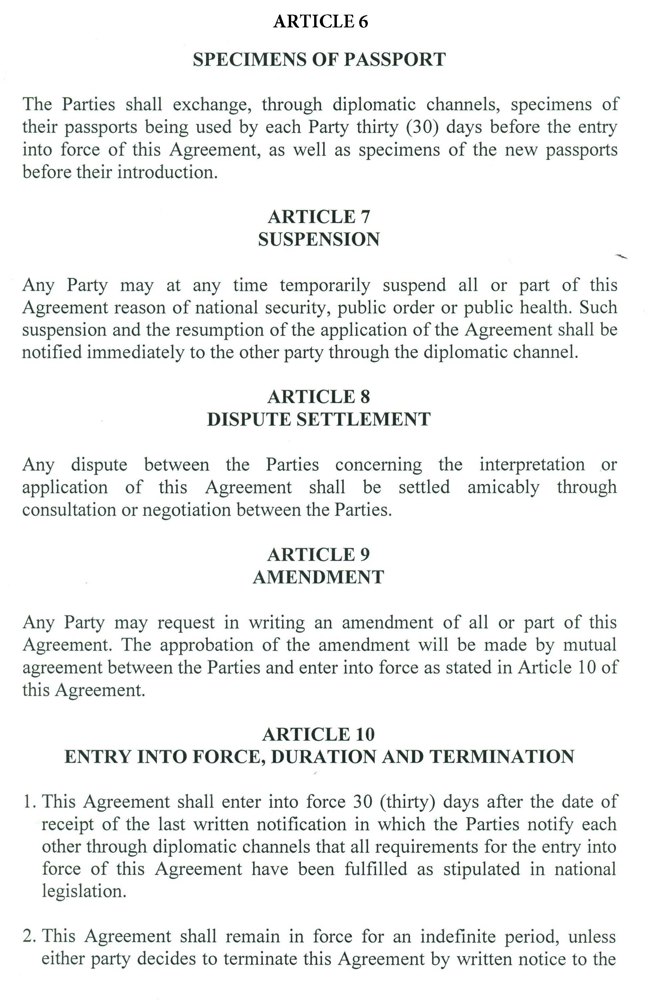 ARTICLE 6
SPECIMENS OF PASSPORT
The Parties shall exchange, through diplomatic channels, specimens of
their passports being used by each Party thirty (30) days before the entry
into force of this Agreement, as well as specimens of the new passports
before their introduction.
ARTICLE 7
SUSPENSION
Any Party may at any time temporarily suspend all or part of this
Agreement reason of national security, public order or public health. Such
suspension and the resumption of the application of the Agreement shall be
notified immediately to the other party through the diplomatic channel.
ARTICLE 8
DISPUTE SETTLEMENT
Any dispute between the Parties concerning the interpretation or
application of this Agreement shall be settled amicably through
consultation or negotiation between the Parties.
ARTICLE 9
AMENDMENT
Any Party may request in writing an amendment of all or part of this
Agreement. The approbation of the amendment will be made by mutual
agreement between the Parties and enter into force as stated in Article 10 of
this Agreement.
ARTICLE 10
ENTRY INTO FORCE, DURATION AND TERMINATION
1. This Agreement shall enter into force 30 (thirty) days after the date of
receipt of the last written notification in which the Parties notify each
other through diplomatic channels that all requirements for the entry into
force of this Agreement have been fulfilled as stipulated in national
legislation.
2. This Agreement shall remain in force for an indefinite period, unless
either party decides to terminate this Agreement by written notice to the